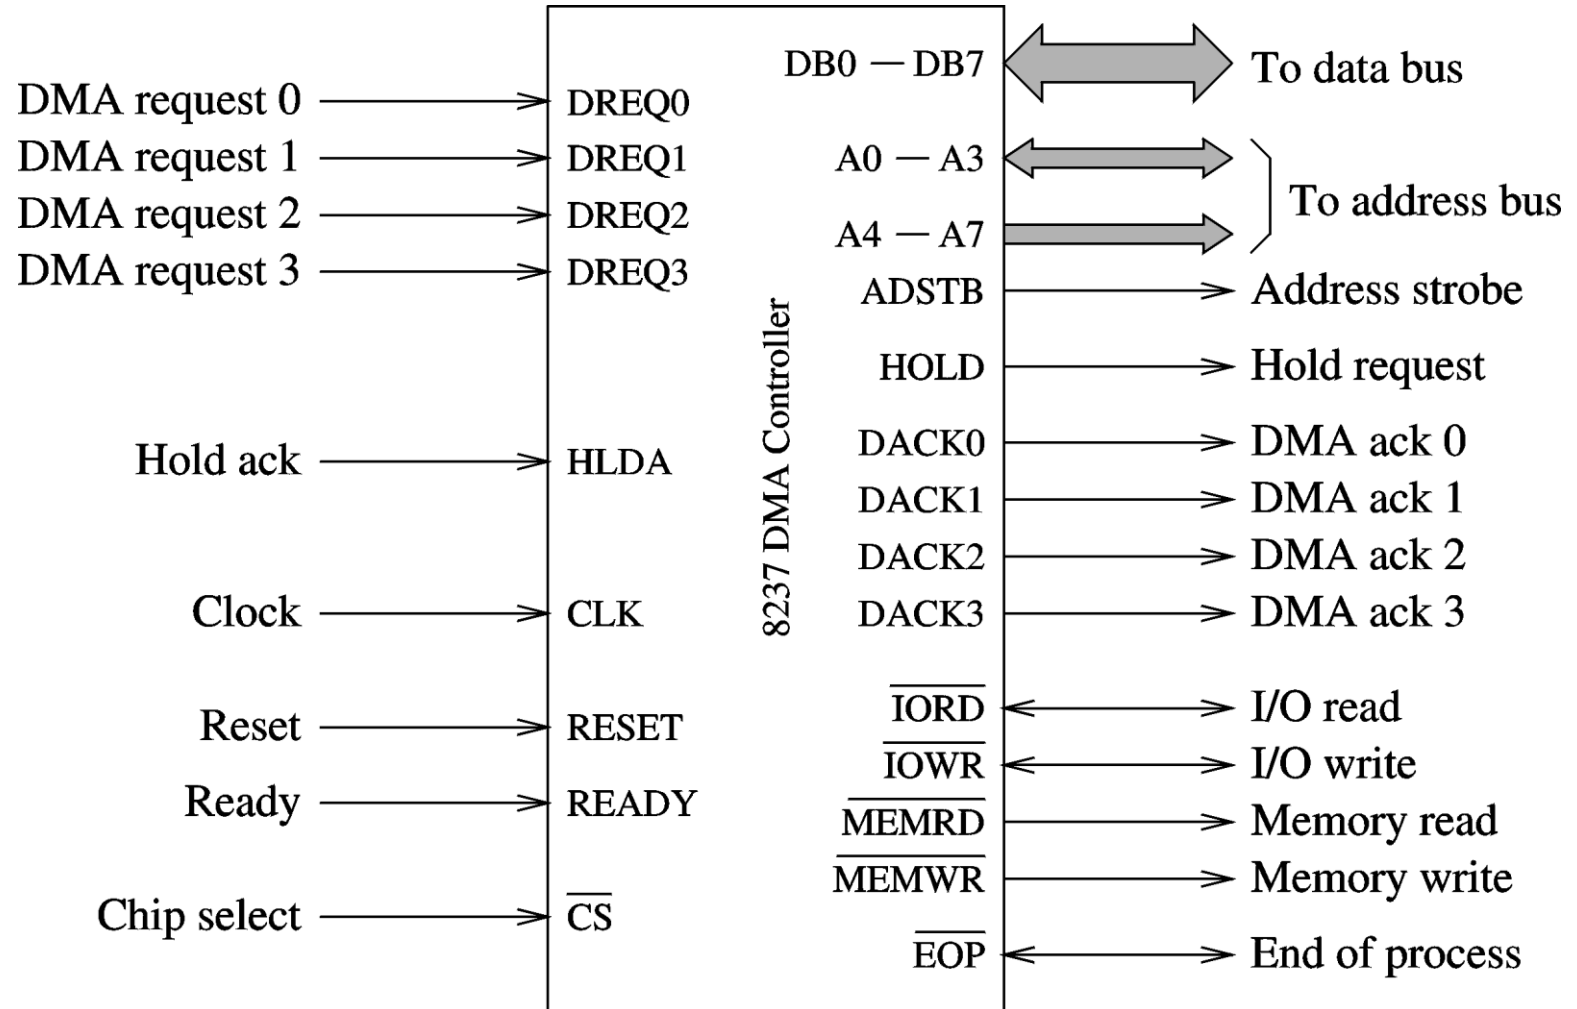 DMA request 0
DMA request 1
DMA request 2
DMA request 3
Hold ack
Clock
Reset
Ready
Chip select
DREQ0
DREQ1
DREQ2
DREQ3
HLDA
CLK
RESET
READY
CS
8237 DMA Controller
DB0 — DB7
A0 — A3
A4 — A7
ADSTB
HOLD
DACK0
DACK1
DACK2
DACK3
IORD
IOWR
MEMRD
MEMWR
EOP
To data bus
To address bus
Address strobe
Hold request
DMA ack 0
DMA ack 1
DMA ack 2
DMA ack 3
I/O read
I/O write
Memory read
Memory write
End of process